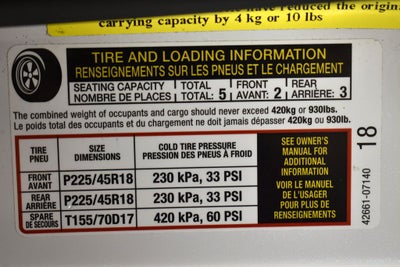 have reduced the origin
carrying capacity by 4 kg or 10 lbs
TIRE AND LOADING INFORMATION
RENSEIGNEMENTS SUR LES PNEUS ET LE CHARGEMENT
SEATING CAPACITY TOTAL FRONT REAR
NOMBRE DE PLACES TOTAL: 5 AVANT: 2 ARRIÈRE: 3
The combined weight of occupants and cargo should never exceed 420kg or 930lbs.
Le poids total des occupants et du chargement ne doit jamais dépasser 420kg ou 930lb.
TIRE SIZE COLD TIRE PRESSURE
PNEU DIMENSIONS PRESSION DES PNEUS À FROID
FRONT
AVANT P225/45R18 230 kPa, 33 PSI
REAR
ARRIÈRE P225/45R18 230 kPa, 33 PSI
SPARE
DE SECOURS T155/70D17 420 kPa, 60 PSI
SEE OWNER'S
MANUAL FOR
ADDITIONAL
INFORMATION
VOIR LE MANUEL
DE L'USAGER
POUR PLUS DE
RENSEIGNEMENTS
18
42661-07140